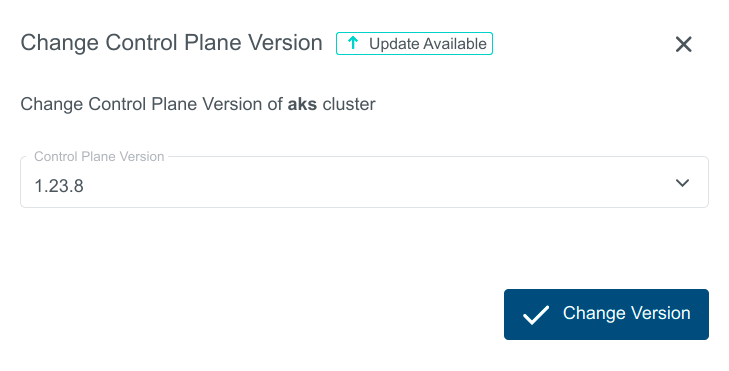 Change Control Plane Version
Update Available
Change Control Plane Version of aks cluster
Control Plane Version
1.23.8
Change Version